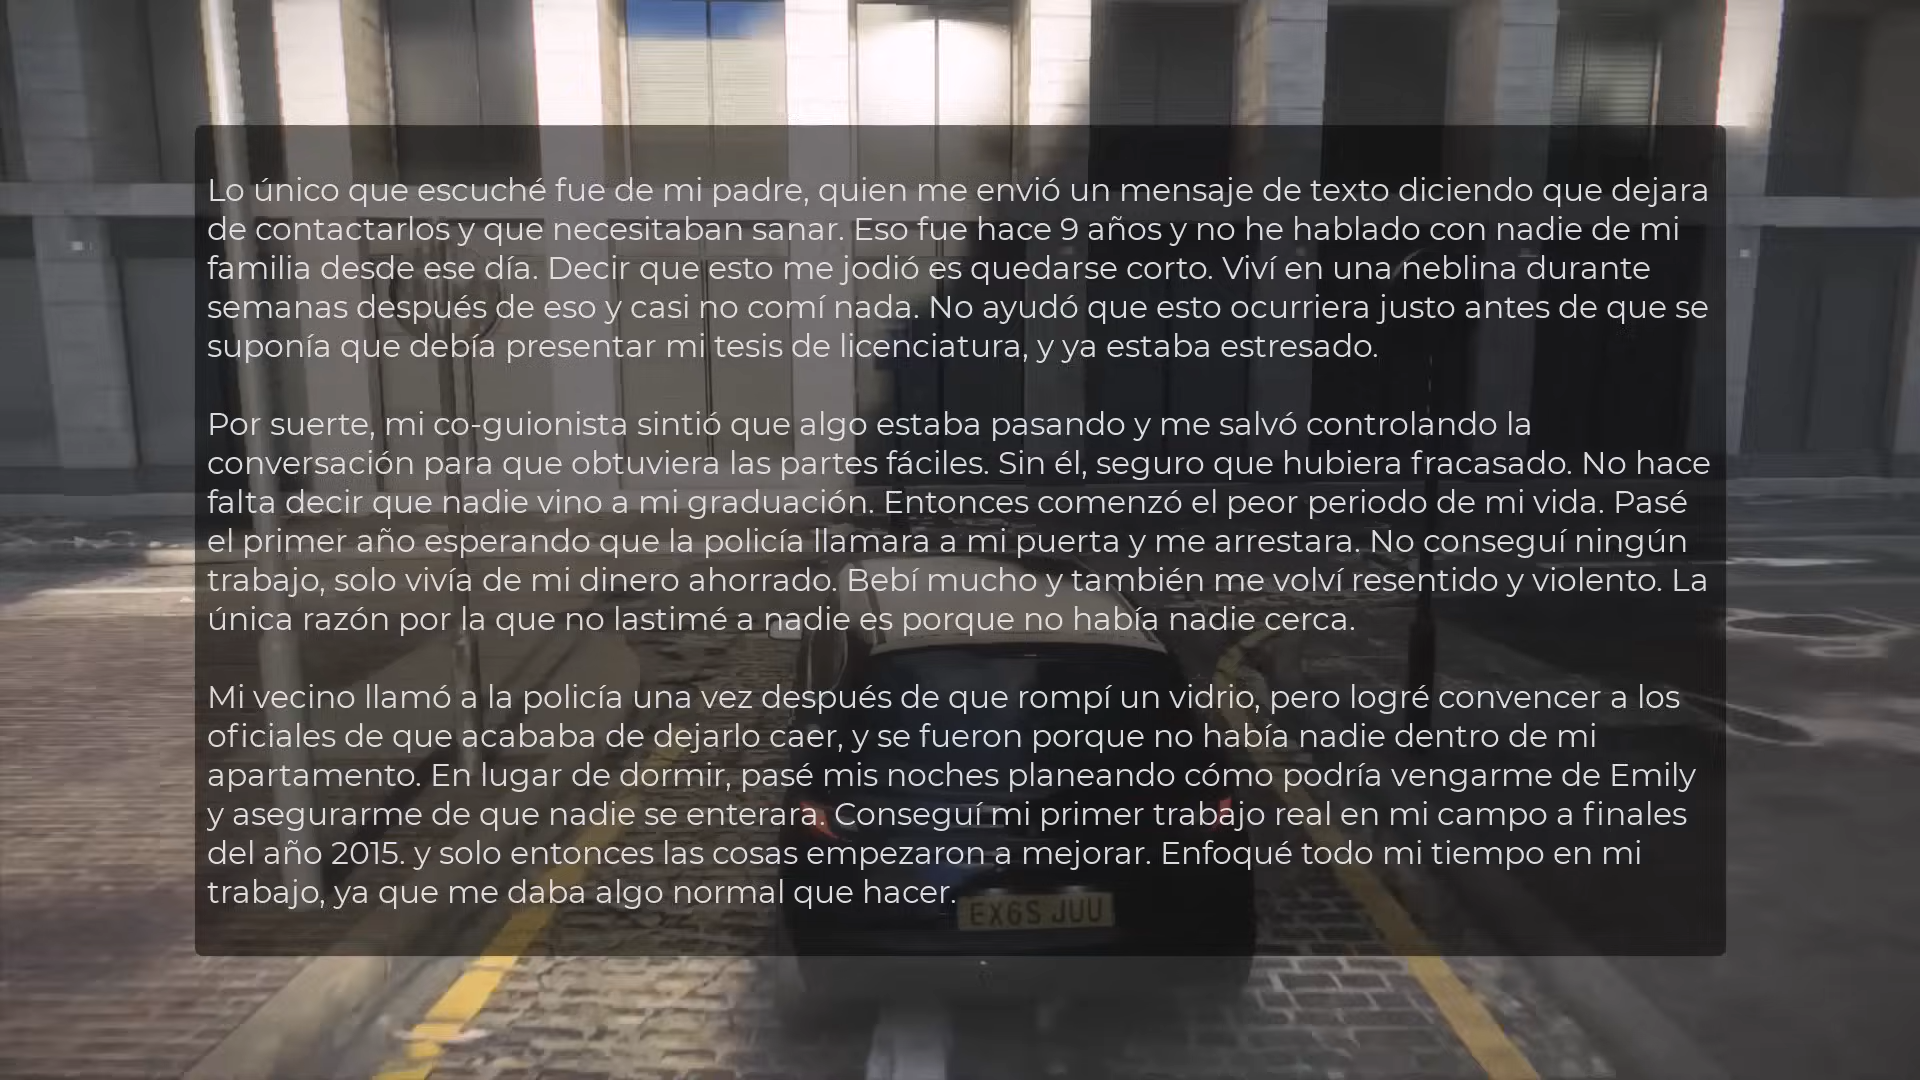 Lo único que escuché fue de mi padre, quien me envió un mensaje de texto diciendo que dejara
de contactarlos y que necesitaban sanar. Eso fue hace 9 años y no he hablado con nadie de mi
familia desde ese día. Decir que esto me jodió es quedarse corto. Viví en una neblina durante
semanas después de eso y casi no comí nada. No ayudó que esto ocurriera justo antes de que se
suponía que debía presentar mi tesis de licenciatura, y ya estaba estresado.
Por suerte, mi co-guionista sintió que algo estaba pasando y me salvó controlando la
conversación para que obtuviera las partes fáciles. Sin él, seguro que hubiera fracasado. No hace
falta decir que nadie vino a mi graduación. Entonces comenzó el peor periodo de mi vida. Pasé
el primer año esperando que la policía llamara a mi puerta y me arrestara. No conseguí ningún
trabajo, solo vivía de mi dinero ahorrado. Bebí mucho y también me volví resentido y violento. La
única razón por la que no lastimé a nadie es porque no había nadie cerca.
Mi vecino llamó a la policía una vez después de que rompí un vidrio, pero logré convencer a los
oficiales de que acababa de dejarlo caer, y se fueron porque no había nadie dentro de mi
apartamento. En lugar de dormir, pasé mis noches planeando cómo podría vengarme de Emily
y asegurarme de que nadie se enterara. Conseguí mi primer trabajo real en mi campo a finales
del año 2015. y solo entonces las cosas empezaron a mejorar. Enfoqué todo mi tiempo en mi
trabajo, ya que me daba algo normal que hacer.
EX6S JUU